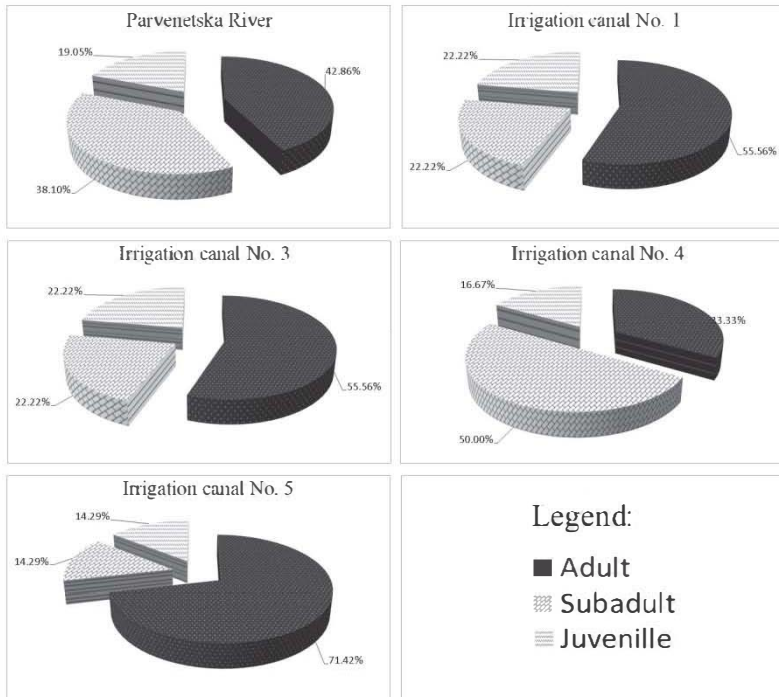 Parvenetska River
19.05%
42.86%
38.10%
Irrigation canal No. 1
22.22%
55.56%
22.22%
Irrigation canal No. 3
22.22%
55.56%
22.22%
Irrigation canal No. 4
16.67%
33.33%
50.00%
Irrigation canal No. 5
14.29%
14.29%
71.42%
Legend:
Adult
Subadult
Juvenille